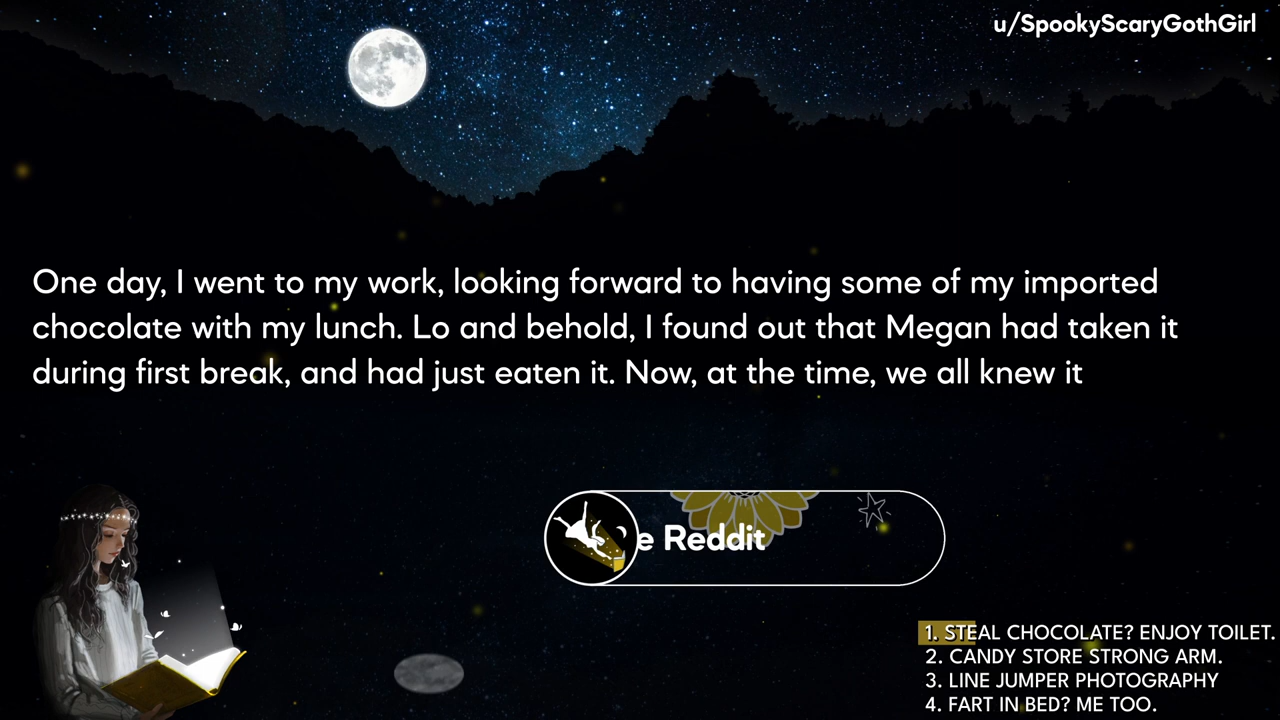 u/SpookyScaryGothGirl
One day, I went to my work, looking forward to having some of my imported
chocolate with my lunch. Lo and behold, I found out that Megan had taken it
during first break, and had just eaten it. Now, at the time, we all knew it
e Reddit
1. STEAL CHOCOLATE? ENJOY TOILET.
2. CANDY STORE STRONG ARM.
3. LINE JUMPER PHOTOGRAPHY
4. FART IN BED? ME TOO.